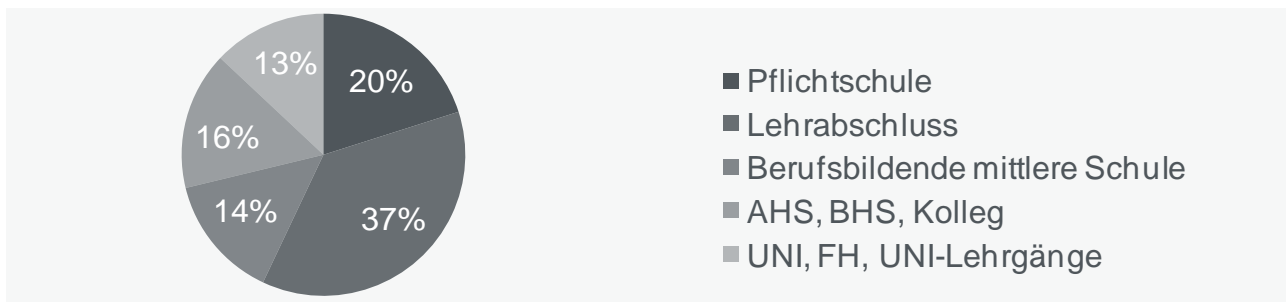 13%
20%
16%
14%
37%
Pflichtschule
Lehrabschluss
Berufsbildende mittlere Schule
AHS, BHS, Kolleg
UNI, FH, UNI-Lehrgänge